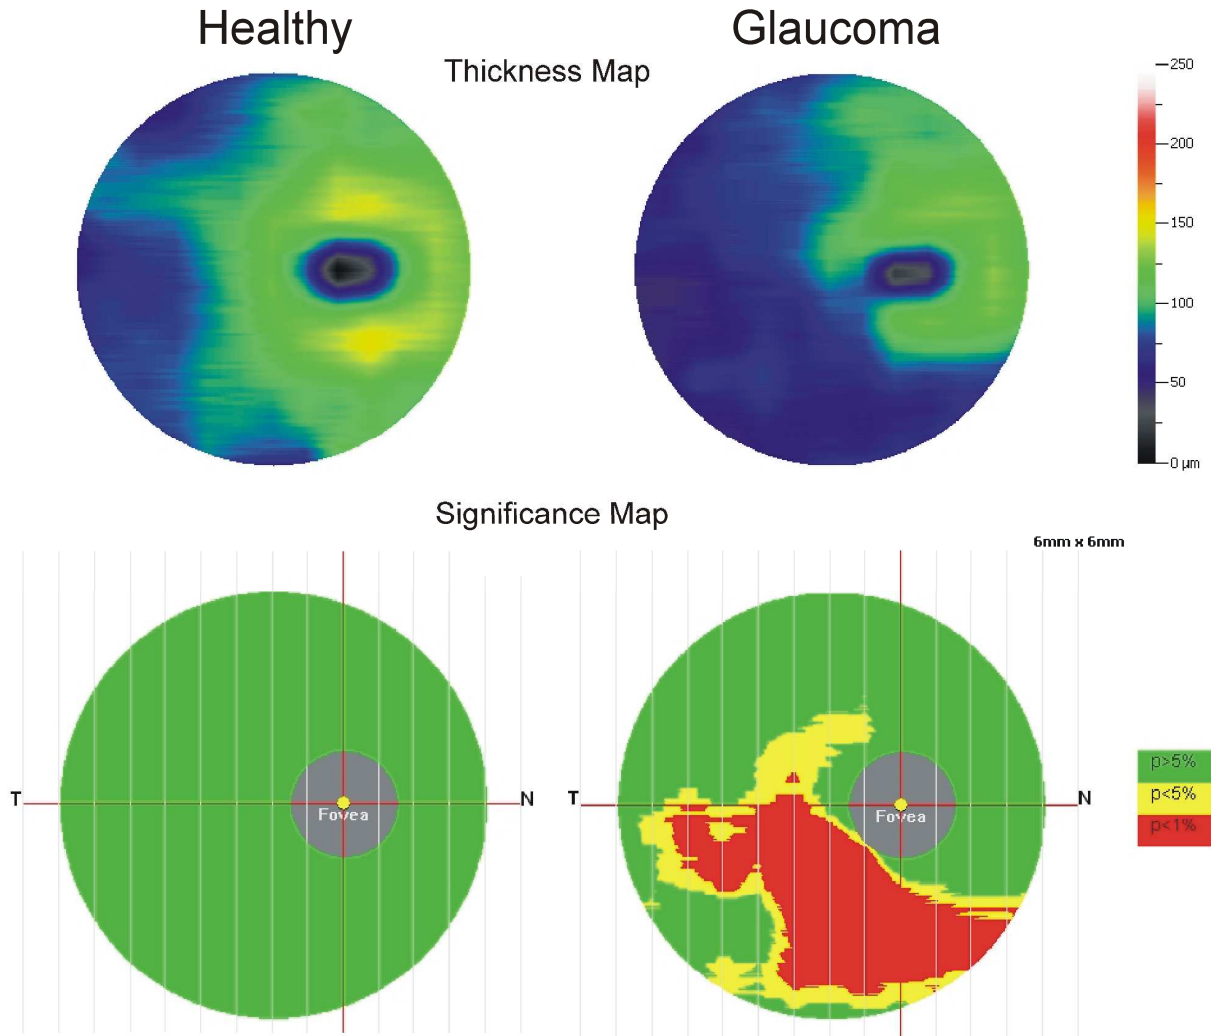 Healthy
Glaucoma
Thickness Map
250
200
150
100
50
0 µm
Significance Map
6mm x 6mm
T
N
T
N
Fovea
Fovea
p>5%
p<5%
p<1%